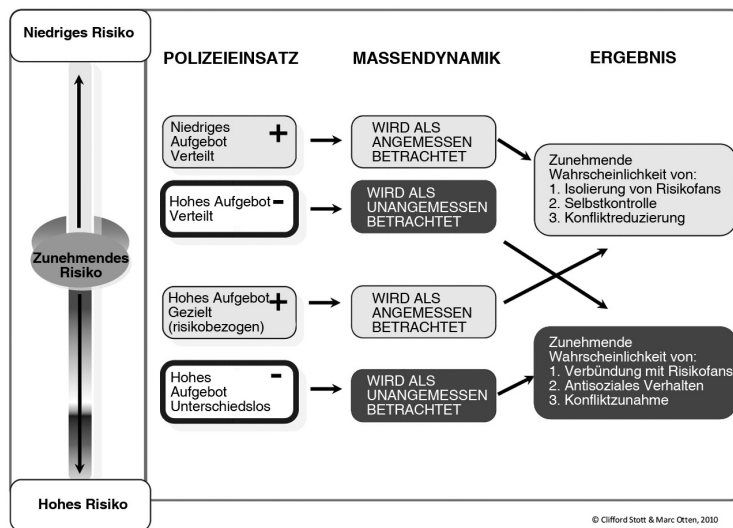 Niedriges Risiko
Zunehmendes
Risiko
Hohes Risiko
POLIZEIEINSATZ
MASSENDYNAMIK
ERGEBNIS
Niedriges
Aufgebot
Verteilt
+
WIRD ALS
ANGEMESSEN
BETRACHTET
Hohes Aufgebot
Verteilt
-
WIRD ALS
UNANGEMESSEN
BETRACHTET
Hohes Aufgebot
Gezielt
(risikobezogen)
+
WIRD ALS
ANGEMESSEN
BETRACHTET
Hohes
Aufgebot
Unterschiedslos
-
WIRD ALS
UNANGEMESSEN
BETRACHTET
Zunehmende
Wahrscheinlichkeit von:
1. Isolierung von Risikofans
2. Selbstkontrolle
3. Konfliktreduzierung
Zunehmende
Wahrscheinlichkeit von:
1. Verbündung mit Risikofans
2. Antisoziales Verhalten
3. Konfliktzunahme
© Clifford Stott & Marc Otten, 2010